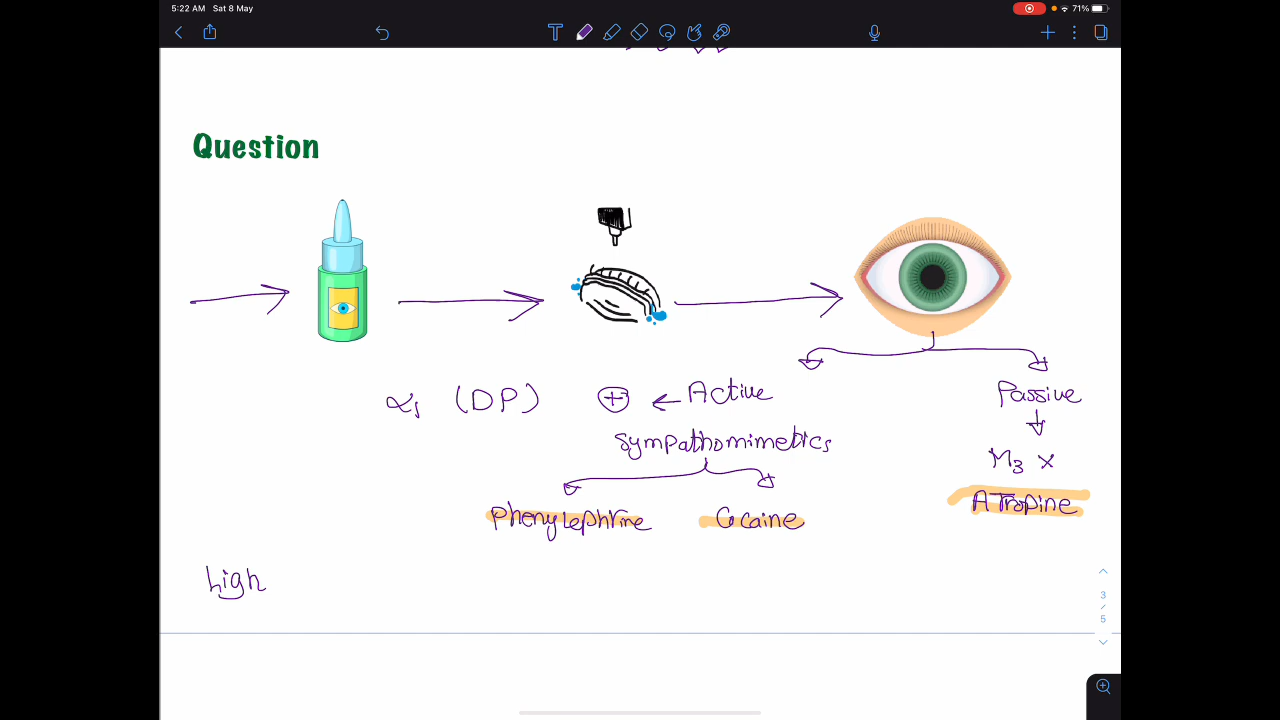 5:22 AM Sat 8 May
71%
T
Question
α₁ (DP) + ← Active
Passive
Sympathomimetics
M₃ x
Phenylephrine
Cocaine
ATropine
high
3
/
5